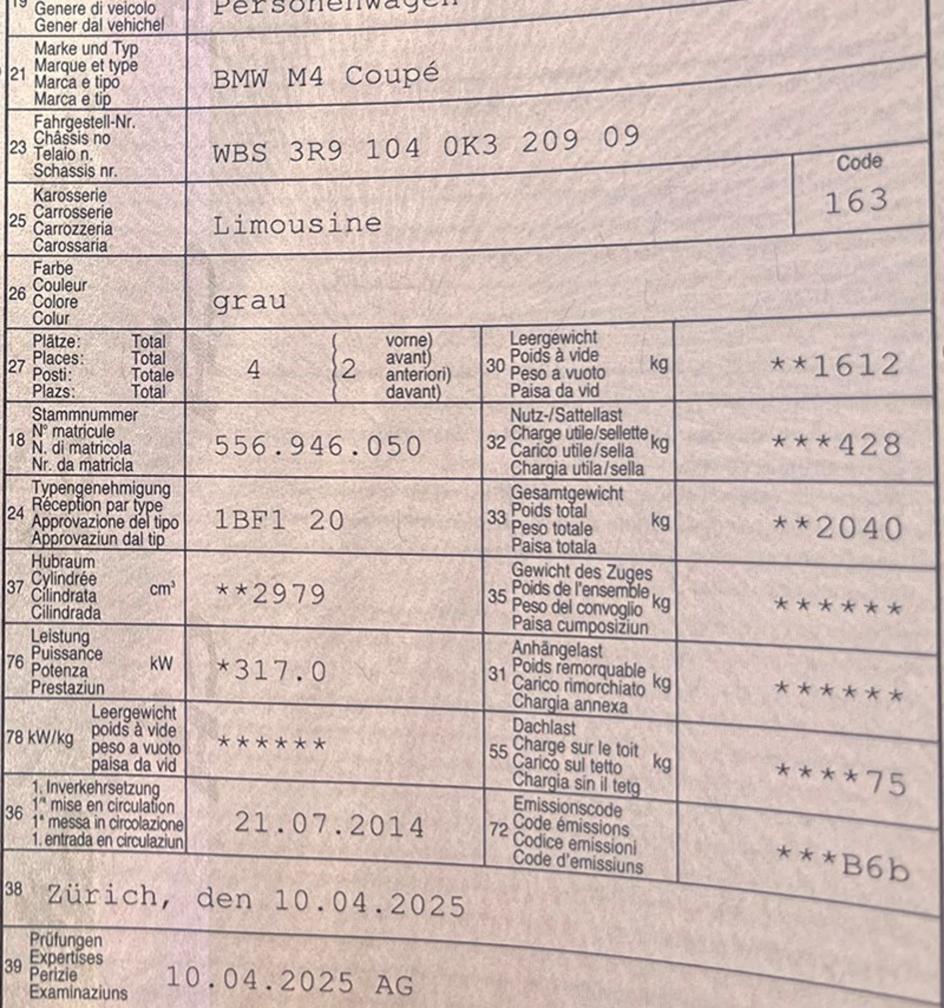 19 Genere di veicolo
Gener dal vehichel
Personenwagen
21 Marke und Typ
Marque et type
Marca e tipo
Marca e tip
BMW M4 Coupé
23 Fahrgestell-Nr.
Châssis no
Telaio n.
Schassis nr.
WBS 3R9 104 0K3 209 09
25 Karosserie
Carrosserie
Carrozzeria
Carossaria
Limousine
Code
163
26 Farbe
Couleur
Colore
Colur
grau
27 Plätze: Total
Places: Total
Posti: Totale
Plazs: Total
4 { 2 vorne)
avant)
anteriori)
davant)
30 Leergewicht
Poids à vide
Peso a vuoto
Paisa da vid
kg
**1612
18 Stammnummer
N° matricule
N. di matricola
Nr. da matricla
556.946.050
32 Nutz-/Sattellast
Charge utile/sellette
Carico utile/sella
Chargia utila/sella
kg
***428
24 Typengenehmigung
Réception par type
Approvazione del tipo
Approvaziun dal tip
1BF1 20
33 Gesamtgewicht
Poids total
Peso totale
Paisa totala
kg
**2040
37 Hubraum
Cylindrée
Cilindrata
Cilindrada
cm³
**2979
35 Gewicht des Zuges
Poids de l'ensemble
Peso del convoglio
Paisa cumposiziun
kg
******
76 Leistung
Puissance
Potenza
Prestaziun
kW
*317.0
31 Anhängelast
Poids remorquable
Carico rimorchiato
Chargia annexa
kg
******
78 kW/kg Leergewicht
poids à vide
peso a vuoto
paisa da vid
******
55 Dachlast
Charge sur le toit
Carico sul tetto
Chargia sin il tetg
kg
****75
36 1. Inverkehrsetzung
1re mise en circulation
1a messa in circolazione
1. entrada en circulaziun
21.07.2014
72 Emissionscode
Code émissions
Codice emissioni
Code d'emissiuns
***B6b
38 Zürich, den 10.04.2025
39 Prüfungen
Expertises
Perizie
Examinaziuns
10.04.2025 AG